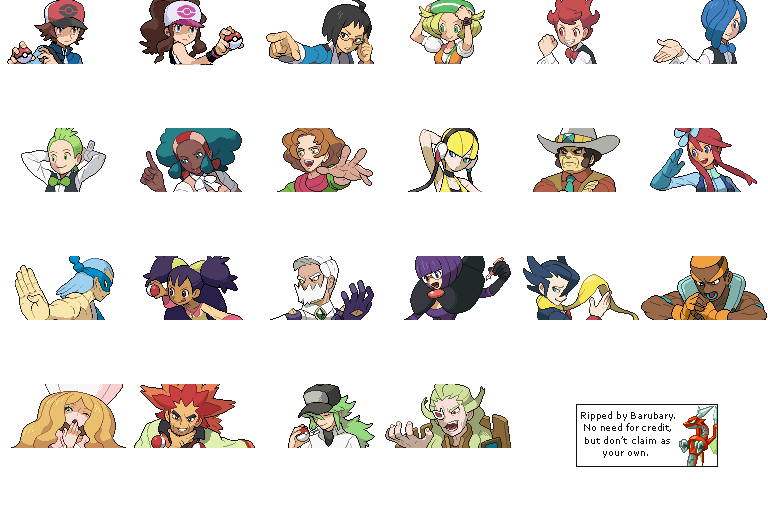 Ripped by Barubary.
No need for credit,
but don't claim as
your own.